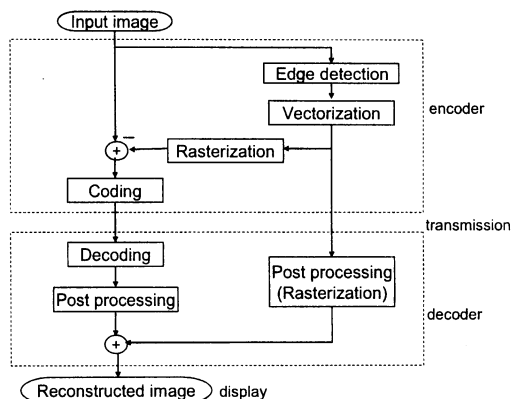 Input image
Edge detection
Vectorization
encoder
−
+
Rasterization
Coding
transmission
Decoding
Post processing
Post processing
(Rasterization)
decoder
+
Reconstructed image
display